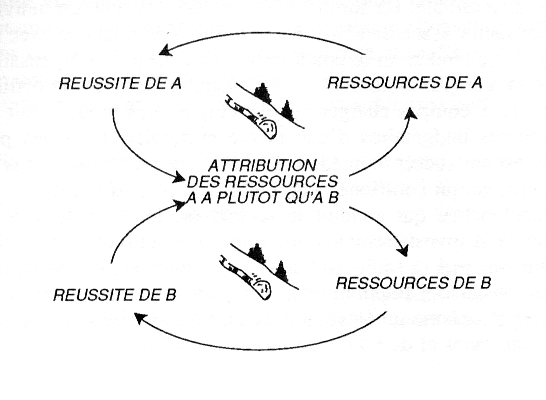 REUSSITE DE A
RESSOURCES DE A
ATTRIBUTION
DES RESSOURCES
A A PLUTOT QU'A B
REUSSITE DE B
RESSOURCES DE B